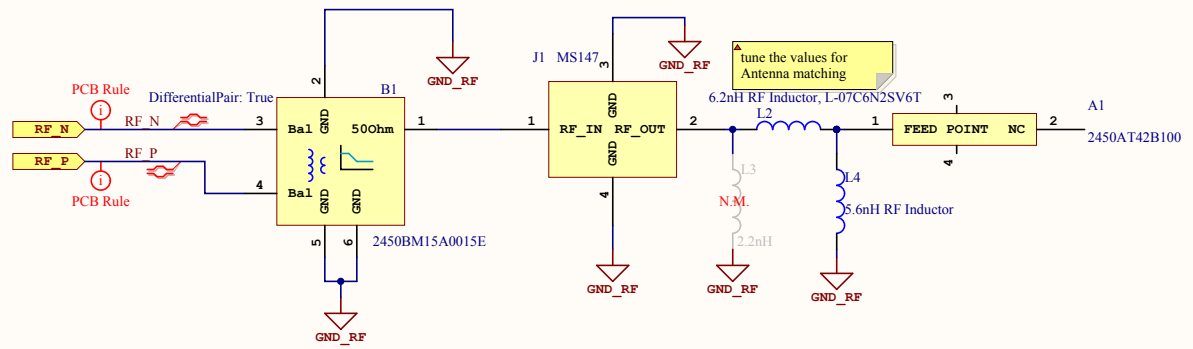 PCB Rule
DifferentialPair: True
RF_N
RF_N
RF_P
RF_P
PCB Rule
i
i
B1
2
GND
3
Bal
50Ohm
1
4
Bal
GND
GND
5
6
2450BM15A0015E
GND_RF
GND_RF
J1 MS147
3
GND
1
RF_IN RF_OUT
2
GND
4
GND_RF
GND_RF
tune the values for
Antenna matching
6.2nH RF Inductor, L-07C6N2SV6T
L2
L3
N.M.
2.2nH
GND_RF
L4
5.6nH RF Inductor
GND_RF
3
A1
1
FEED POINT NC
2
2450AT42B100
4